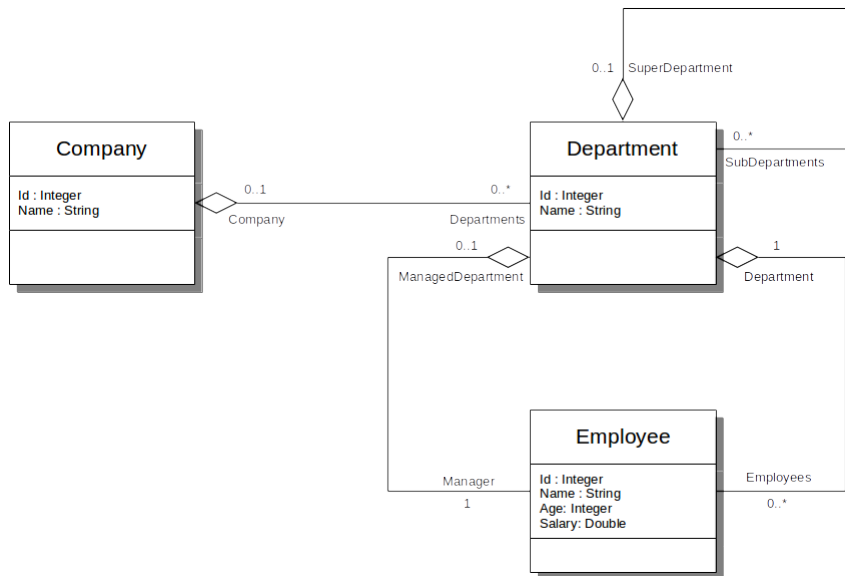 0..1 SuperDepartment
Company
Id : Integer
Name : String
0..1
Company
0..*
Departments
Department
Id : Integer
Name : String
0..*
SubDepartments
0..1
ManagedDepartment
1
Department
Employee
Id : Integer
Name : String
Age: Integer
Salary: Double
Manager
1
Employees
0..*